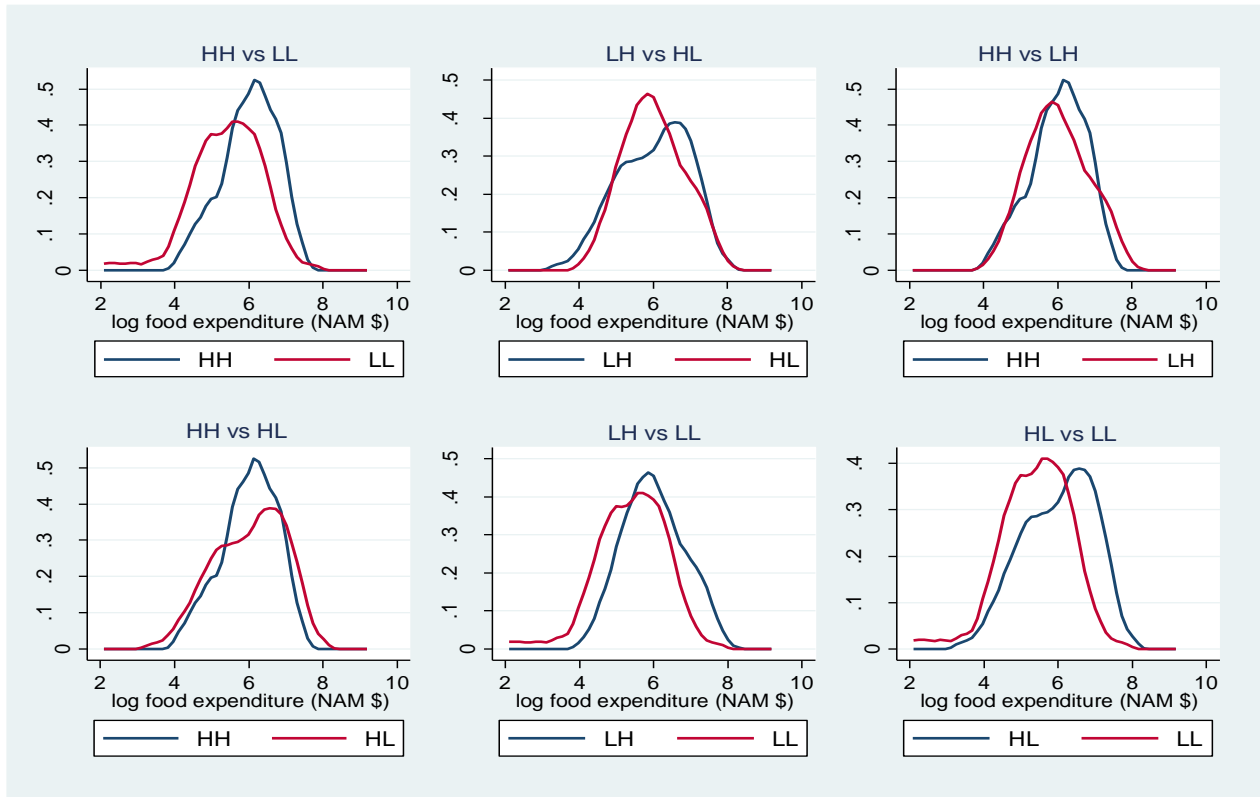 HH vs LL
LH vs HL
HH vs LH
0 .1 .2 .3 .4 .5
0 .1 .2 .3 .4 .5
0 .1 .2 .3 .4 .5
2 4 6 8 10
2 4 6 8 10
2 4 6 8 10
log food expenditure (NAM $)
log food expenditure (NAM $)
log food expenditure (NAM $)
HH LL
LH HL
HH LH
HH vs HL
LH vs LL
HL vs LL
0 .1 .2 .3 .4 .5
0 .1 .2 .3 .4 .5
0 .1 .2 .3 .4
2 4 6 8 10
2 4 6 8 10
2 4 6 8 10
log food expenditure (NAM $)
log food expenditure (NAM $)
log food expenditure (NAM $)
HH HL
LH LL
HL LL